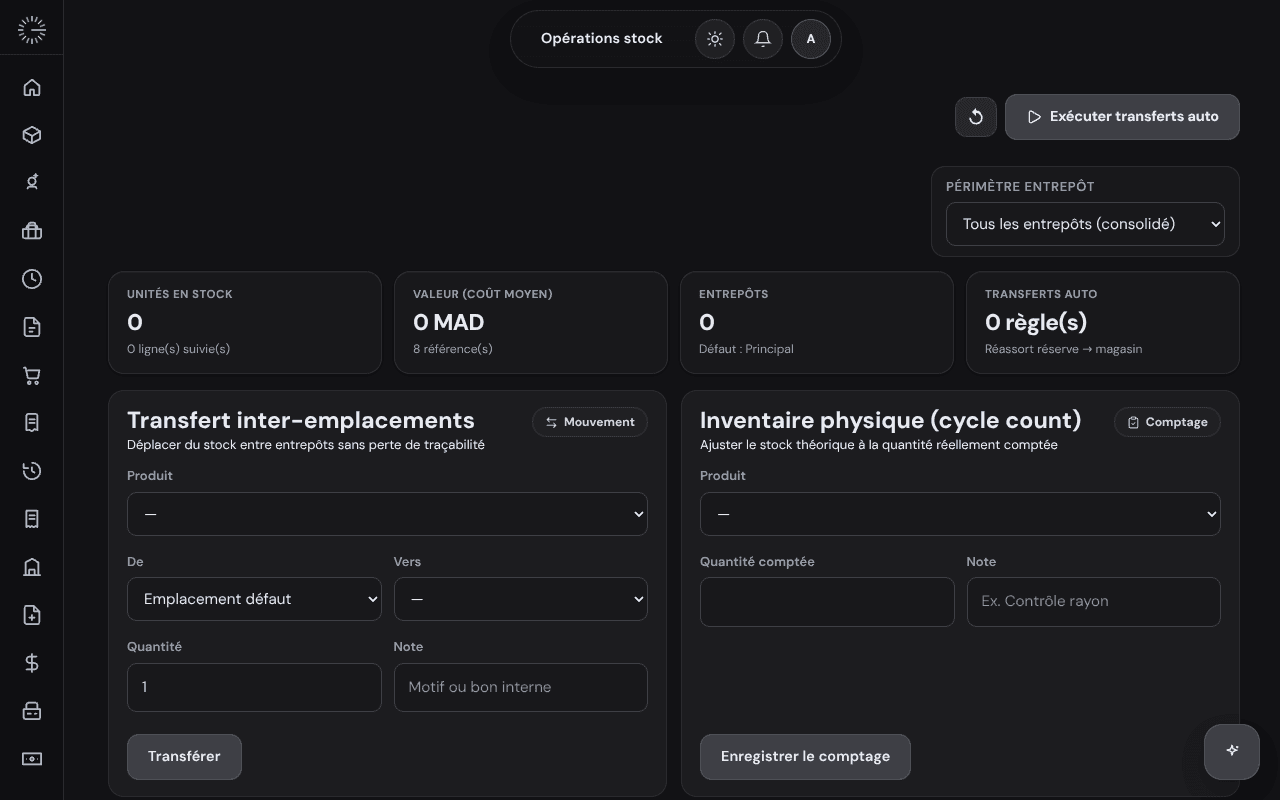 Opérations stock
A
Exécuter transferts auto
PÉRIMÈTRE ENTREPÔT
Tous les entrepôts (consolidé)
UNITÉS EN STOCK
0
0 ligne(s) suivie(s)
VALEUR (COÛT MOYEN)
0 MAD
8 référence(s)
ENTREPÔTS
0
Défaut : Principal
TRANSFERTS AUTO
0 règle(s)
Réassort réserve → magasin
Transfert inter-emplacements
Mouvement
Déplacer du stock entre entrepôts sans perte de traçabilité
Produit
—
De
Vers
Emplacement défaut
—
Quantité
Note
1
Motif ou bon interne
Transférer
Inventaire physique (cycle count)
Comptage
Ajuster le stock théorique à la quantité réellement comptée
Produit
—
Quantité comptée
Note
Ex. Contrôle rayon
Enregistrer le comptage